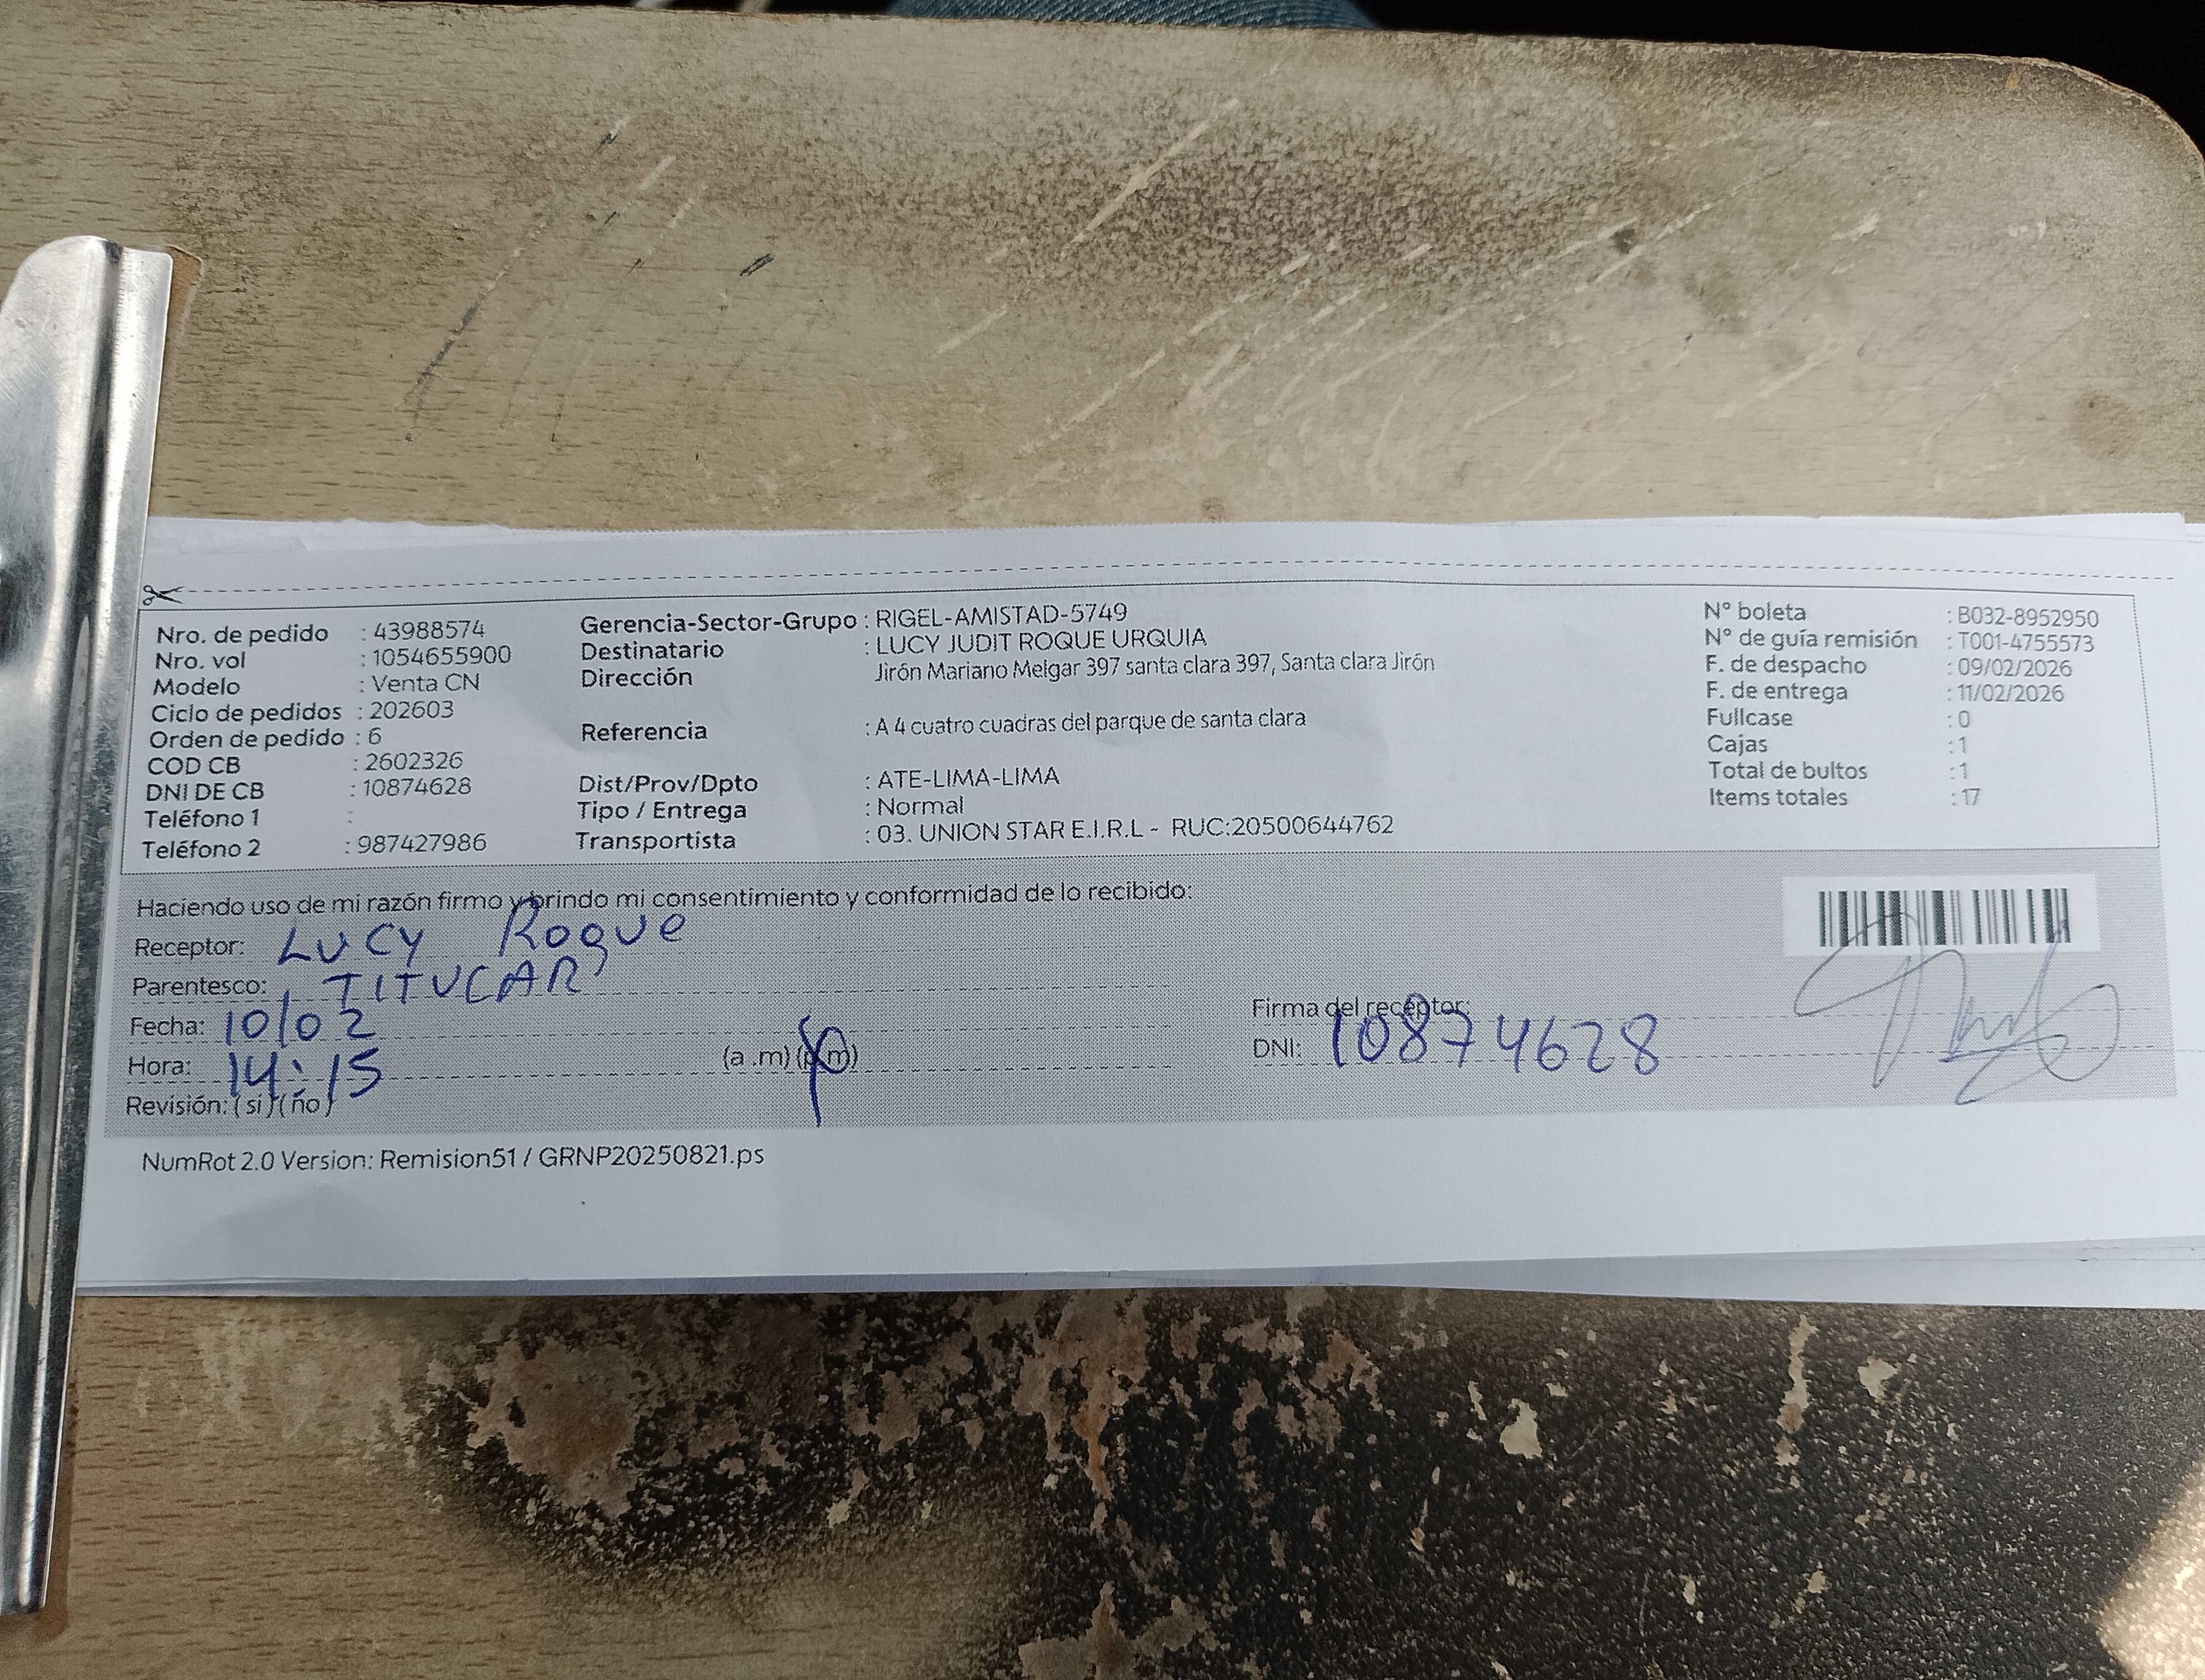 Nro. de pedido : 43988574
Nro. vol : 1054655900
Modelo : Venta CN
Ciclo de pedidos : 202603
Orden de pedido : 6
COD CB : 2602326
DNI DE CB : 10874628
Teléfono 1 :
Teléfono 2 : 987427986
Gerencia-Sector-Grupo : RIGEL-AMISTAD-5749
Destinatario : LUCY JUDIT ROQUE URQUIA
Dirección Jirón Mariano Melgar 397 santa clara 397, Santa clara Jirón
Referencia : A 4 cuatro cuadras del parque de santa clara
Dist/Prov/Dpto : ATE-LIMA-LIMA
Tipo / Entrega : Normal
Transportista : 03. UNION STAR E.I.R.L - RUC:20500644762
N° boleta : B032-8952950
N° de guía remisión : T001-4755573
F. de despacho : 09/02/2026
F. de entrega : 11/02/2026
Fullcase : 0
Cajas : 1
Total de bultos : 1
Items totales : 17
Haciendo uso de mi razón firmo y brindo mi consentimiento y conformidad de lo recibido:
Receptor: LUCY Roque
Parentesco: TITUCAR
Fecha: 10/02
Hora: 14:15 (a .m) (p.m)
Revisión: ( si ) ( no )
Firma del receptor:
DNI: 10874628
NumRot 2.0 Version: Remision51 / GRNP20250821.ps